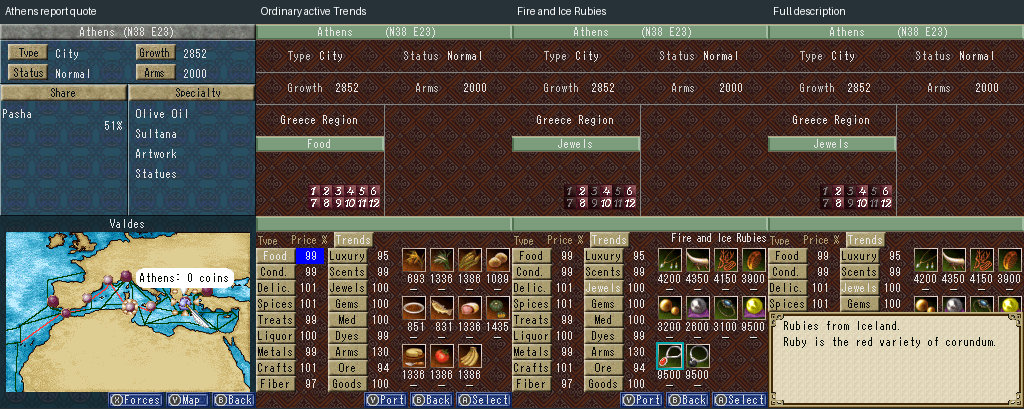 Athens report quote
Ordinary active Trends
Fire and Ice Rubies
Full description
Athens (N38 E23)
Type City
Growth 2852
Status Normal
Arms 2000
Share
Specialty
Pasha
51%
Olive Oil
Sultana
Artwork
Statues
Valdes
Athens: 0 coins
Ⓧ Forces
Ⓨ Map
Ⓑ Back
Athens (N38 E23)
Type City Status Normal
Growth 2852 Arms 2000
Greece Region
Food
1 2 3 4 5 6
7 8 9 10 11 12
Type Price % Trends
Food 99 Luxury 95
Cond. 99 Scents 99
Delic. 101 Jewels 100
Spices 101 Gems 100
Treats 99 Med 100
Liquor 100 Dyes 100
Metals 99 Arms 130
Crafts 101 Ore 94
Fiber 97 Goods 100
693 1336 1386 1089
851 831 1336 1435
1336 1386 1386
Ⓨ Port Ⓑ Back Ⓐ Select
Athens (N38 E23)
Type City Status Normal
Growth 2852 Arms 2000
Greece Region
Jewels
1 2 3 4 5 6
7 8 9 10 11 12
Fire and Ice Rubies
Type Price % Trends
Food 99 Luxury 95
Cond. 99 Scents 99
Delic. 101 Jewels 100
Spices 101 Gems 100
Treats 99 Med 100
Liquor 100 Dyes 100
Metals 99 Arms 130
Crafts 101 Ore 94
Fiber 97 Goods 100
4200 4350 4150 3900
3200 2600 3100 9500
9500 9500
Ⓨ Port Ⓑ Back Ⓐ Select
Athens (N38 E23)
Type City Status Normal
Growth 2852 Arms 2000
Greece Region
Jewels
1 2 3 4 5 6
7 8 9 10 11 12
Type Price % Trends
Food 99 Luxury 95
Cond. 99 Scents 99
Delic. 101 Jewels 100
Spices 101 Gems 100
4200 4350 4150 3900
Rubies from Iceland.
Ruby is the red variety of corundum.